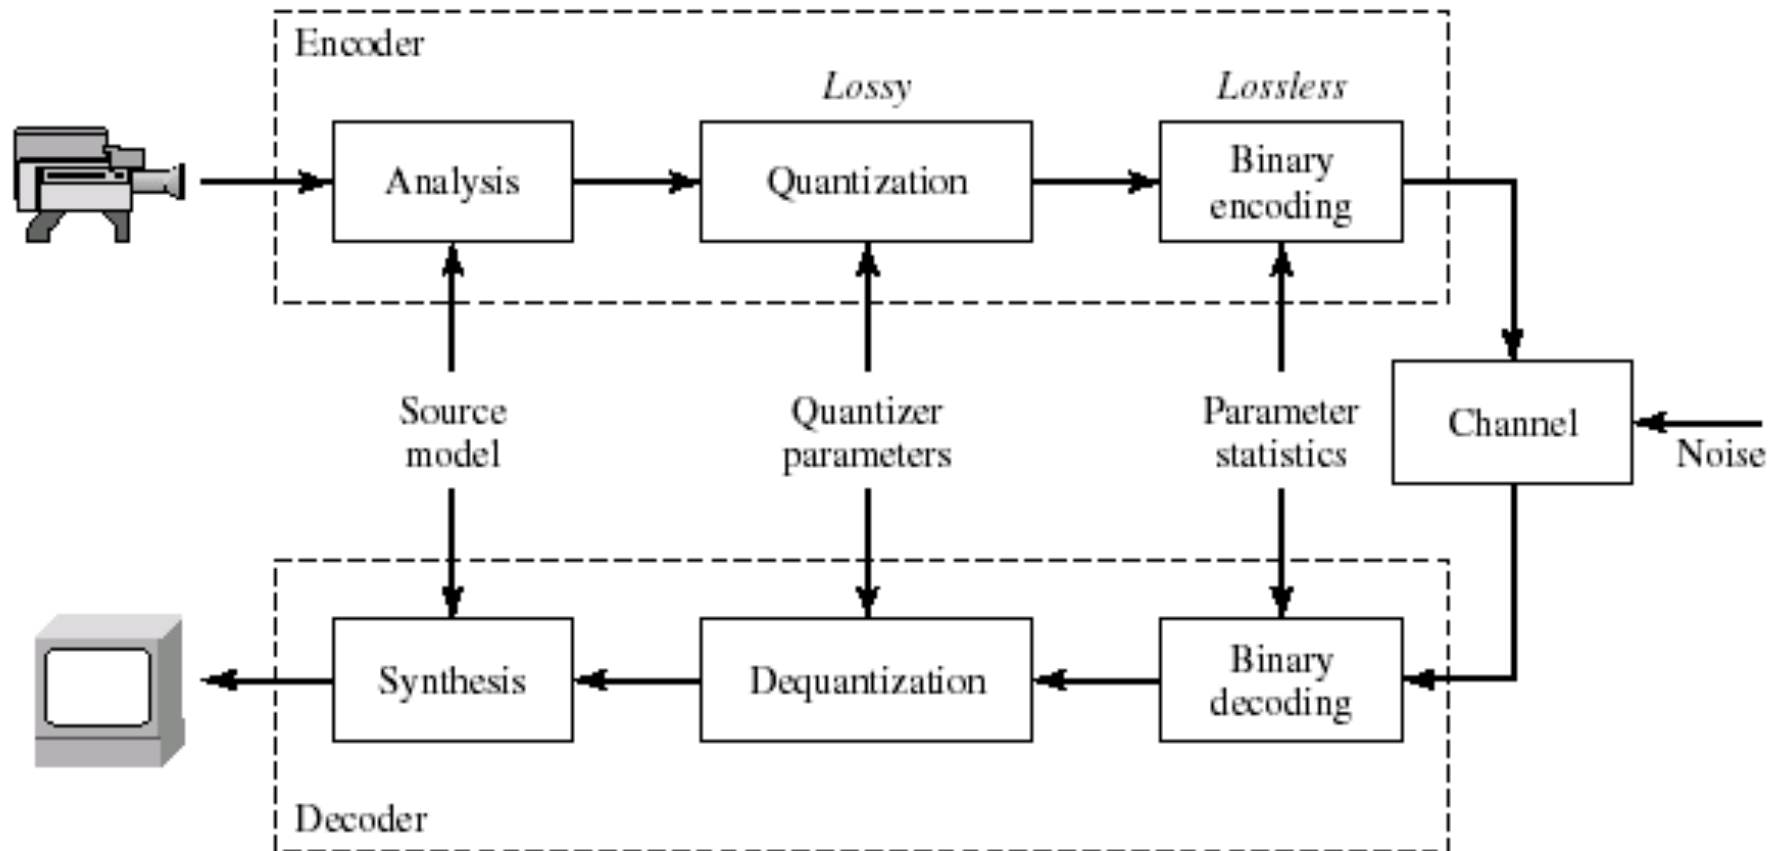 Encoder
Lossy
Lossless
Analysis
Quantization
Binary
encoding
Source
model
Quantizer
parameters
Parameter
statistics
Channel
Noise
Synthesis
Dequantization
Binary
decoding
Decoder